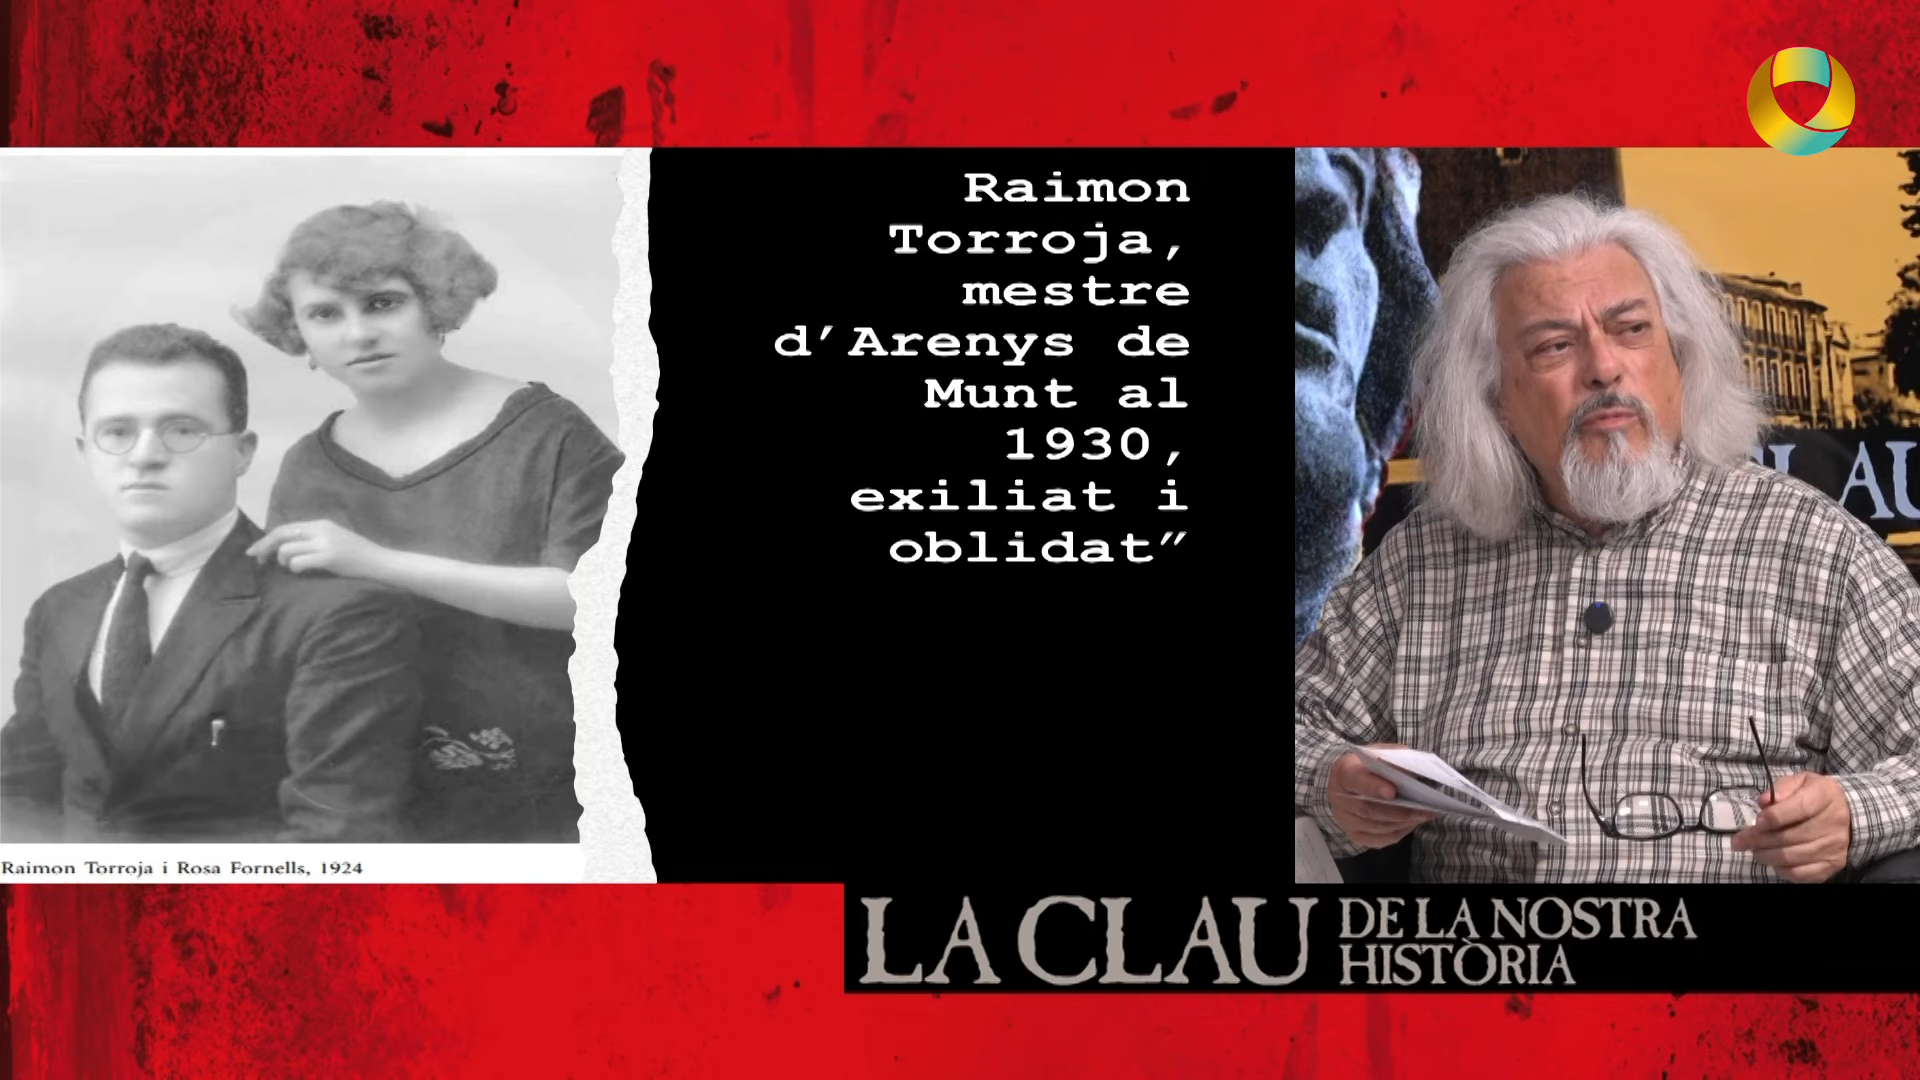 Raimon
Torroja,
mestre
d’Arenys de
Munt al
1930,
exiliat i
oblidat”
CLAU
Raimon Torroja i Rosa Fornells, 1924
LA CLAU DE LA NOSTRA
HISTÒRIA